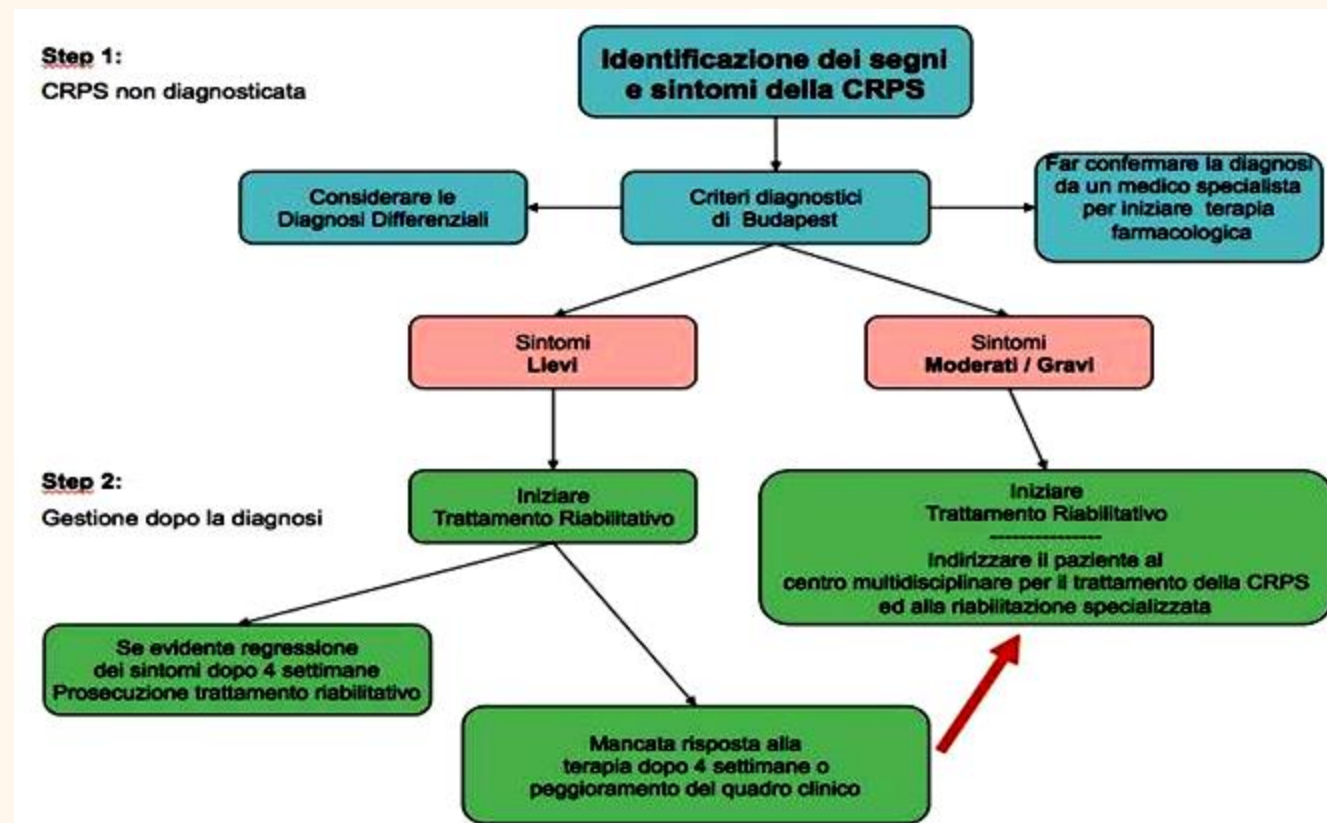 Step 1:
CRPS non diagnosticata
Identificazione dei segni
e sintomi della CRPS
Considerare le
Diagnosi Differenziali
Criteri diagnostici
di Budapest
Far confermare la diagnosi
da un medico specialista
per iniziare terapia
farmacologica
Sintomi
Lievi
Sintomi
Moderati / Gravi
Step 2:
Gestione dopo la diagnosi
Iniziare
Trattamento Riabilitativo
Iniziare
Trattamento Riabilitativo
---------------
Indirizzare il paziente al
centro multidisciplinare per il trattamento della CRPS
ed alla riabilitazione specializzata
Se evidente regressione
dei sintomi dopo 4 settimane
Prosecuzione trattamento riabilitativo
Mancata risposta alla
terapia dopo 4 settimane o
peggioramento del quadro clinico